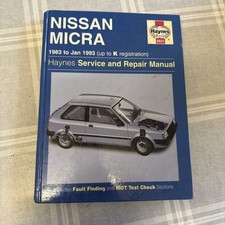 NISSAN
MICRA
Haynes
1983 to Jan 1993 (up to K registration)
Haynes Service and Repair Manual
Fault Finding and MOT Test Check Sections